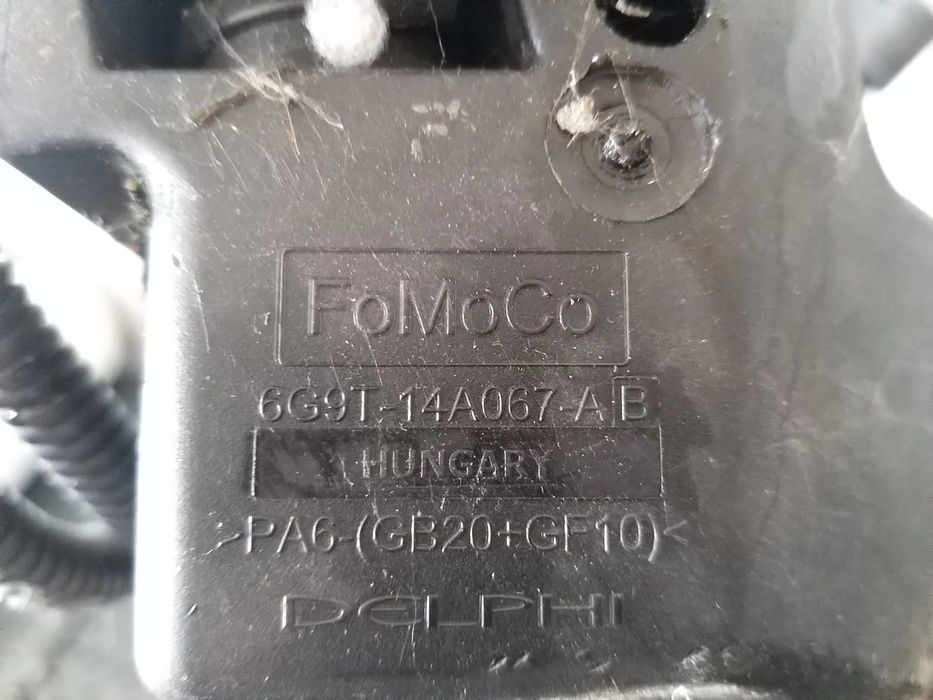 FoMoCo
6G9T-14A067-AB
HUNGARY
>PA6-(GB20+GF10)<
DELPHI